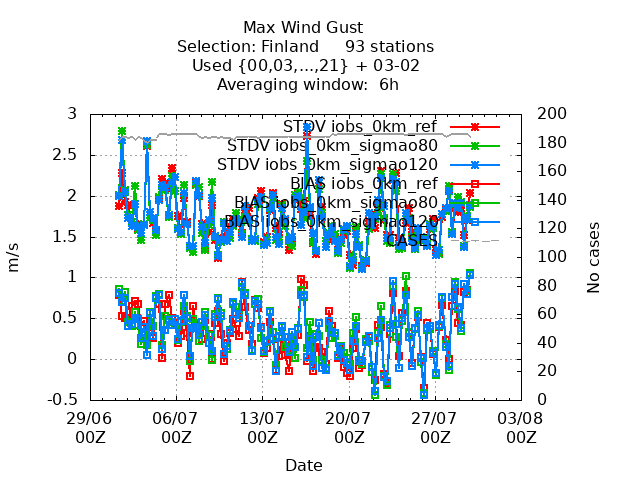 Max Wind Gust
Selection: Finland     93 stations
Used {00,03,...,21} + 03-02
Averaging window:  6h
3
2.5
2
1.5
1
0.5
0
-0.5
m/s
200
180
160
140
120
100
80
60
40
20
0
No cases
STDV iobs_0km_ref
STDV iobs_0km_sigmao80
STDV iobs_0km_sigmao120
BIAS iobs_0km_ref
BIAS iobs_0km_sigmao80
BIAS iobs_0km_sigmao120
CASES
29/06 06/07 13/07 20/07 27/07 03/08
00Z 00Z 00Z 00Z 00Z 00Z
Date